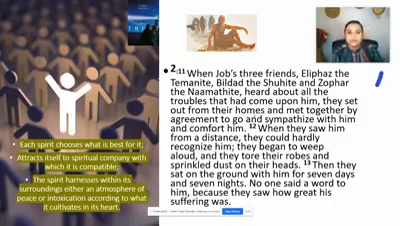 • Each spirit chooses what is best for it;
• Attracts itself to spiritual company with
which it is compatible;
• The spirit harnesses within its
surroundings either an atmosphere of
peace or intoxication according to what
it cultivates in its heart.
• 2:11 When Job's three friends, Eliphaz the
Temanite, Bildad the Shuhite and Zophar
the Naamathite, heard about all the
troubles that had come upon him, they set
out from their homes and met together by
agreement to go and sympathize with him
and comfort him. 12 When they saw him
from a distance, they could hardly
recognize him; they began to weep
aloud, and they tore their robes and
sprinkled dust on their heads. 13 Then they
sat on the ground with him for seven days
and seven nights. No one said a word to
him, because they saw how great his
suffering was.